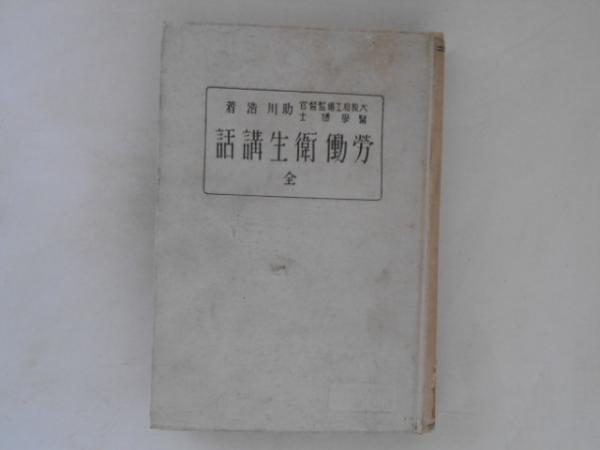 大阪府工場監督官
醫學博士
助川浩著
勞働衛生講話
全